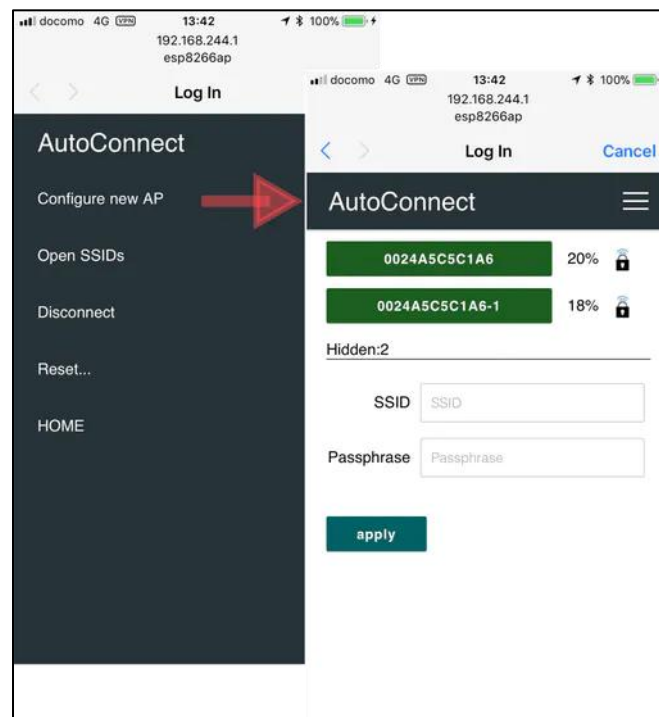 docomo 4G VPN 13:42 100%
192.168.244.1
esp8266ap
Log In
AutoConnect
Configure new AP
Open SSIDs
Disconnect
Reset...
HOME
docomo 4G VPN 13:42 100%
192.168.244.1
esp8266ap
Log In Cancel
AutoConnect
0024A5C5C1A6 20%
0024A5C5C1A6-1 18%
Hidden:2
SSID SSID
Passphrase Passphrase
apply